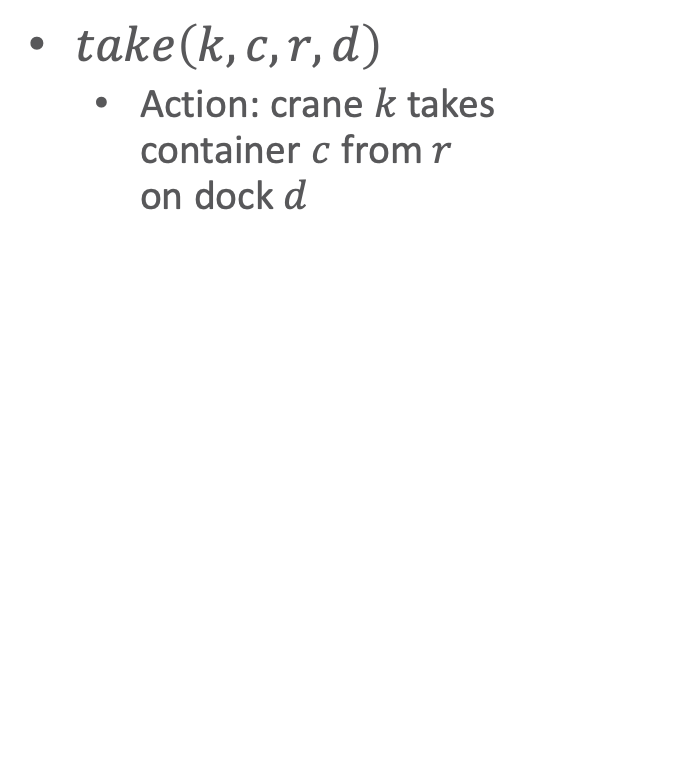 • take(k, c, r, d)
• Action: crane k takes
container c from r
on dock d